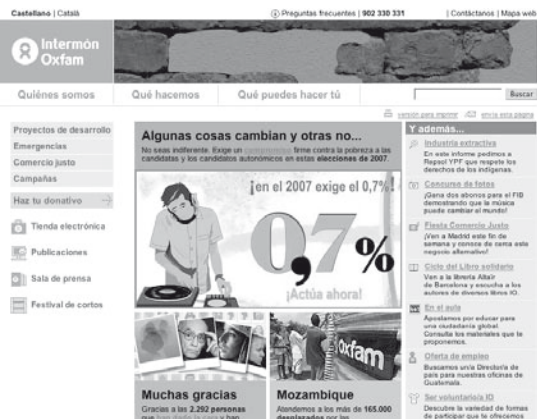 Castellano | Català
Preguntas frecuentes | 902 330 331
| Contáctanos | Mapa web
Intermón
Oxfam
Quiénes somos
Qué hacemos
Qué puedes hacer tú
Buscar
versión para imprimir
envía esta página
Proyectos de desarrollo
Emergencias
Comercio justo
Campañas
Haz tu donativo
Tienda electrónica
Publicaciones
Sala de prensa
Festival de cortos
Algunas cosas cambian y otras no...
No seas indiferente. Exige un compromiso firme contra la pobreza a las
candidatas y los candidatos autonómicos en estas elecciones de 2007.
¡en el 2007 exige el 0,7%!
0,7%
¡Actúa ahora!
Muchas gracias
Gracias a las 2.292 personas
que han dado la cara y han
Mozambique
oxfam
Atendemos a los más de 165.000
desplazados por las
Y además...
Industria extractiva
En este informe pedimos a
Repsol YPF que respete los
derechos de los indígenas.
Concurso de fotos
¡Gana dos abonos para el FIB
demostrando que la música
puede cambiar el mundo!
Fiesta Comercio Justo
¡Ven a Madrid este fin de
semana y conoce de cerca este
negocio alternativo!
Ciclo del Libro solidario
Ven a la librería Altaïr
de Barcelona y escucha a los
autores de diversos libros IO.
En el aula
Apostamos por educar para
una ciudadanía global.
Consulta los materiales que te
proponemos.
Oferta de empleo
Buscamos un/a Director/a de
país para nuestras oficinas de
Guatemala.
Ser voluntario/a IO
Descubre la variedad de formas
de participar que te ofrecemos